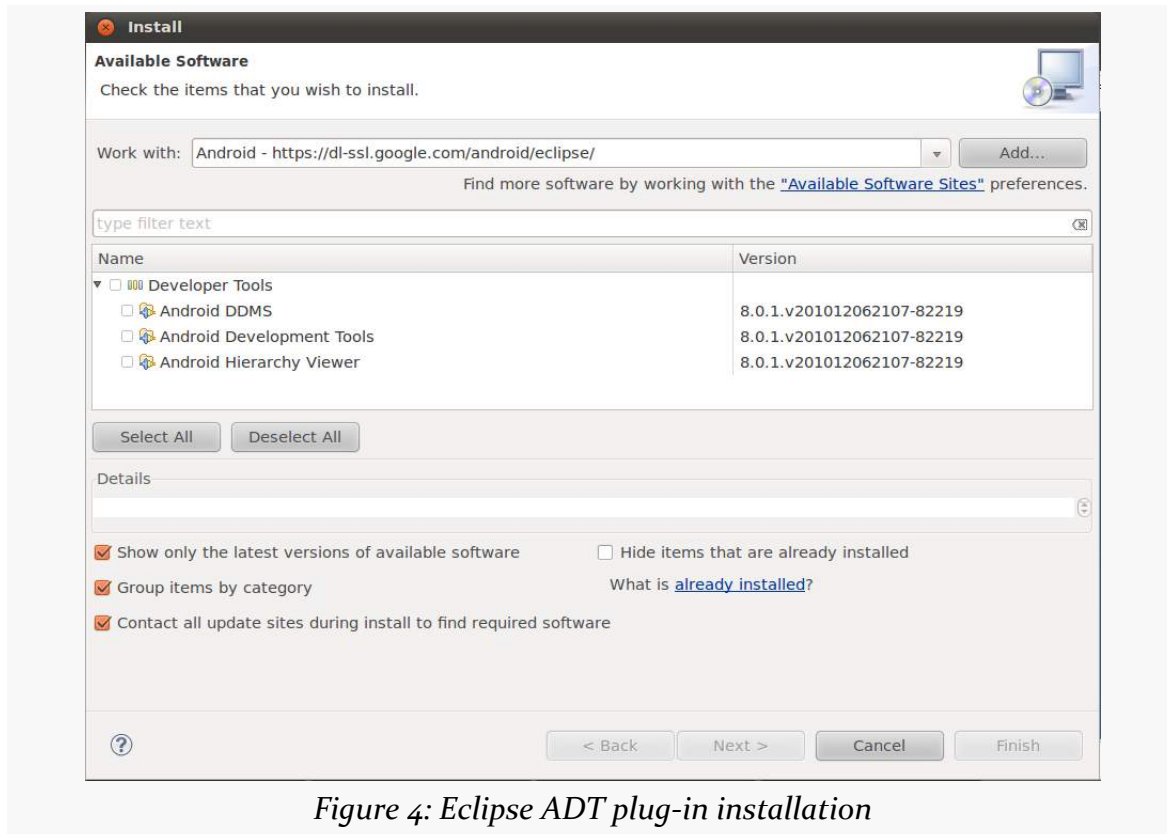 Install
Available Software
Check the items that you wish to install.
Work with: Android - https://dl-ssl.google.com/android/eclipse/ Add...
Find more software by working with the "Available Software Sites" preferences.
type filter text
Name Version
Developer Tools
Android DDMS 8.0.1.v201012062107-82219
Android Development Tools 8.0.1.v201012062107-82219
Android Hierarchy Viewer 8.0.1.v201012062107-82219
Select All Deselect All
Details
Show only the latest versions of available software Hide items that are already installed
Group items by category What is already installed?
Contact all update sites during install to find required software
? < Back Next > Cancel Finish
Figure 4: Eclipse ADT plug-in installation